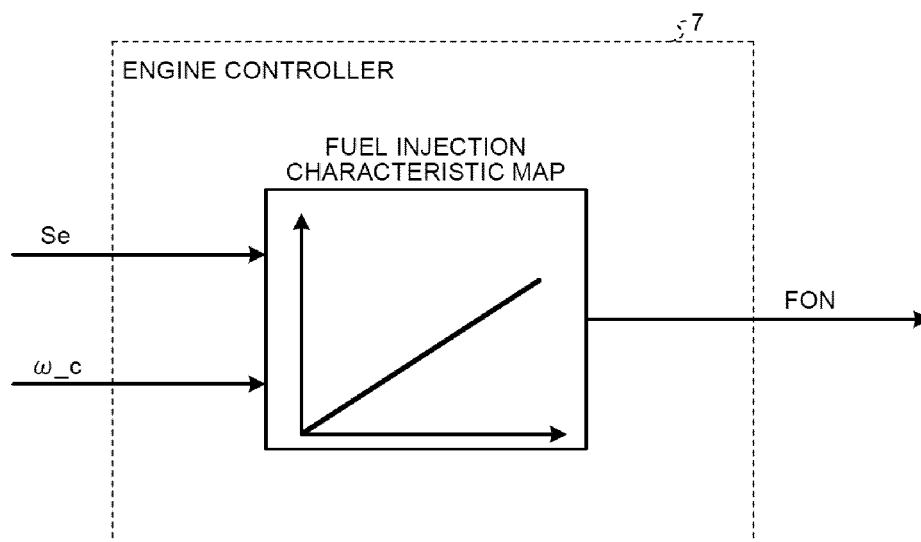 7
ENGINE CONTROLLER
FUEL INJECTION
CHARACTERISTIC MAP
Se
FON
ω_c